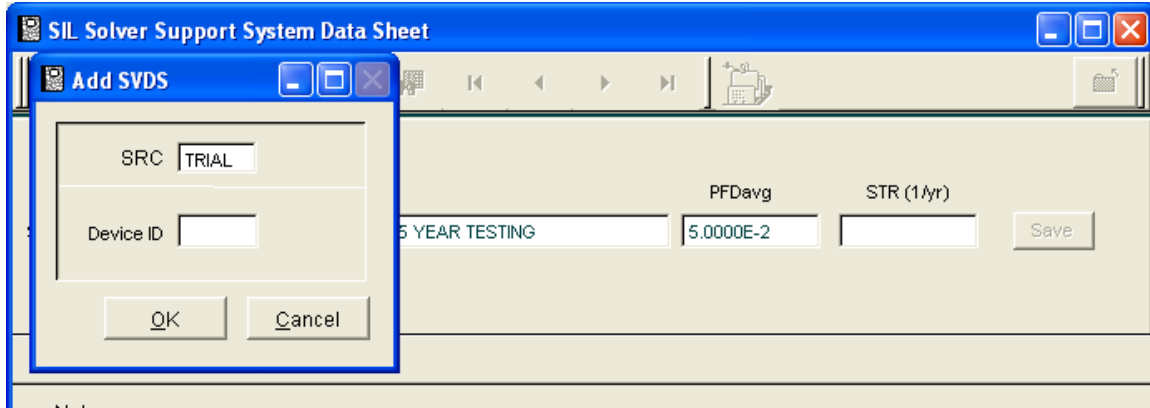 SIL Solver Support System Data Sheet
Add SVDS
SRC TRIAL
PFDavg STR (1/yr)
Device ID 5 YEAR TESTING 5.0000E-2 Save
OK Cancel